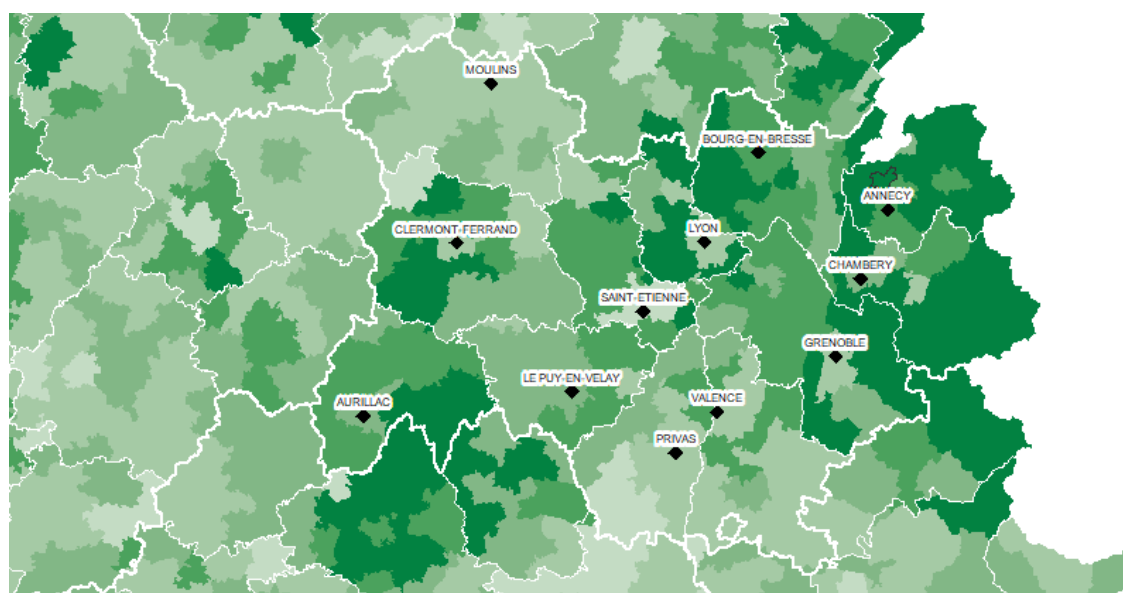 MOULINS
BOURG-EN-BRESSE
ANNECY
CLERMONT-FERRAND
LYON
CHAMBERY
SAINT-ETIENNE
GRENOBLE
LE PUY-EN-VELAY
AURILLAC
VALENCE
PRIVAS